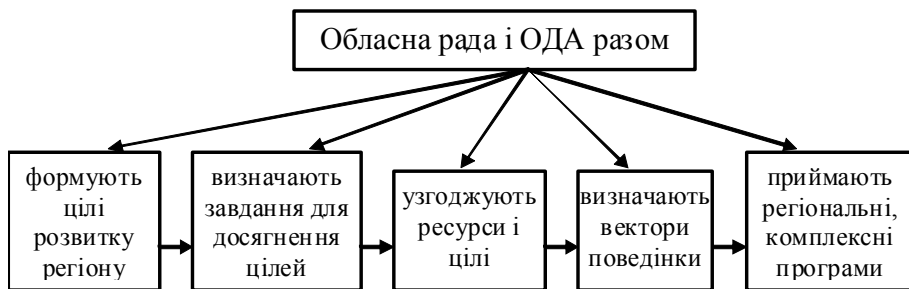 Обласна рада і ОДА разом
формують
цілі
розвитку
регіону
визначають
завдання для
досягнення
цілей
узгоджують
ресурси і
цілі
визначають
вектори
поведінки
приймають
регіональні,
комплексні
програми